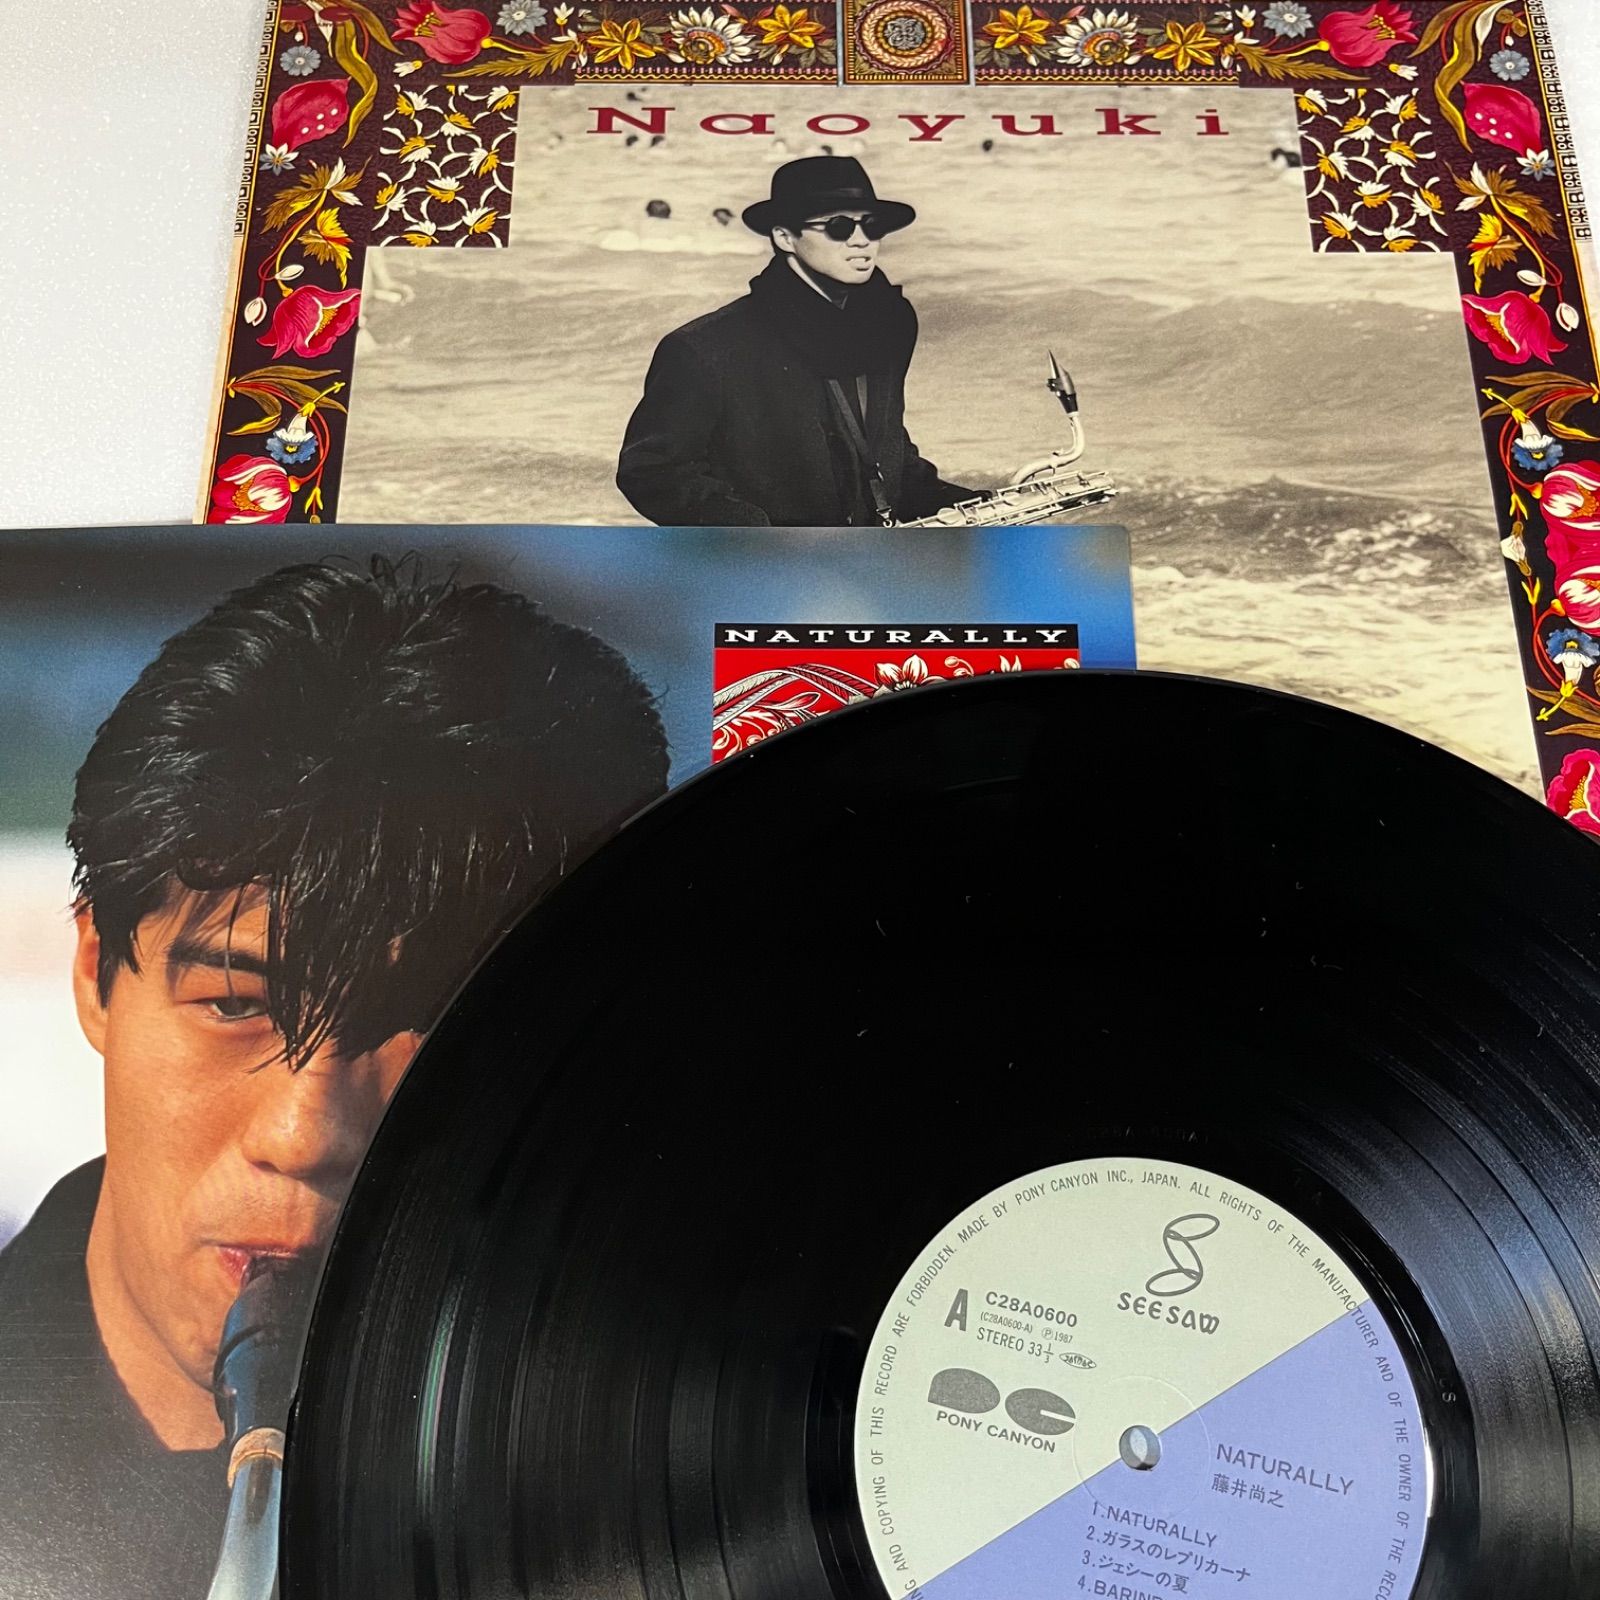 Naoyuki
NATURALLY
MADE BY PONY CANYON INC., JAPAN. ALL RIGHTS OF THE MANUFACTURER AND OF THE OWNER OF THE
AND COPYING OF THIS RECORD ARE FORBIDDEN.
SEESAW
A
C28A0600
(C28A0600-A) Ⓟ1987
STEREO 33 1/3
PONY CANYON
NATURALLY
藤井尚之
1.NATURALLY
2.ガラスのレプリカーナ
3.ジェシーの夏